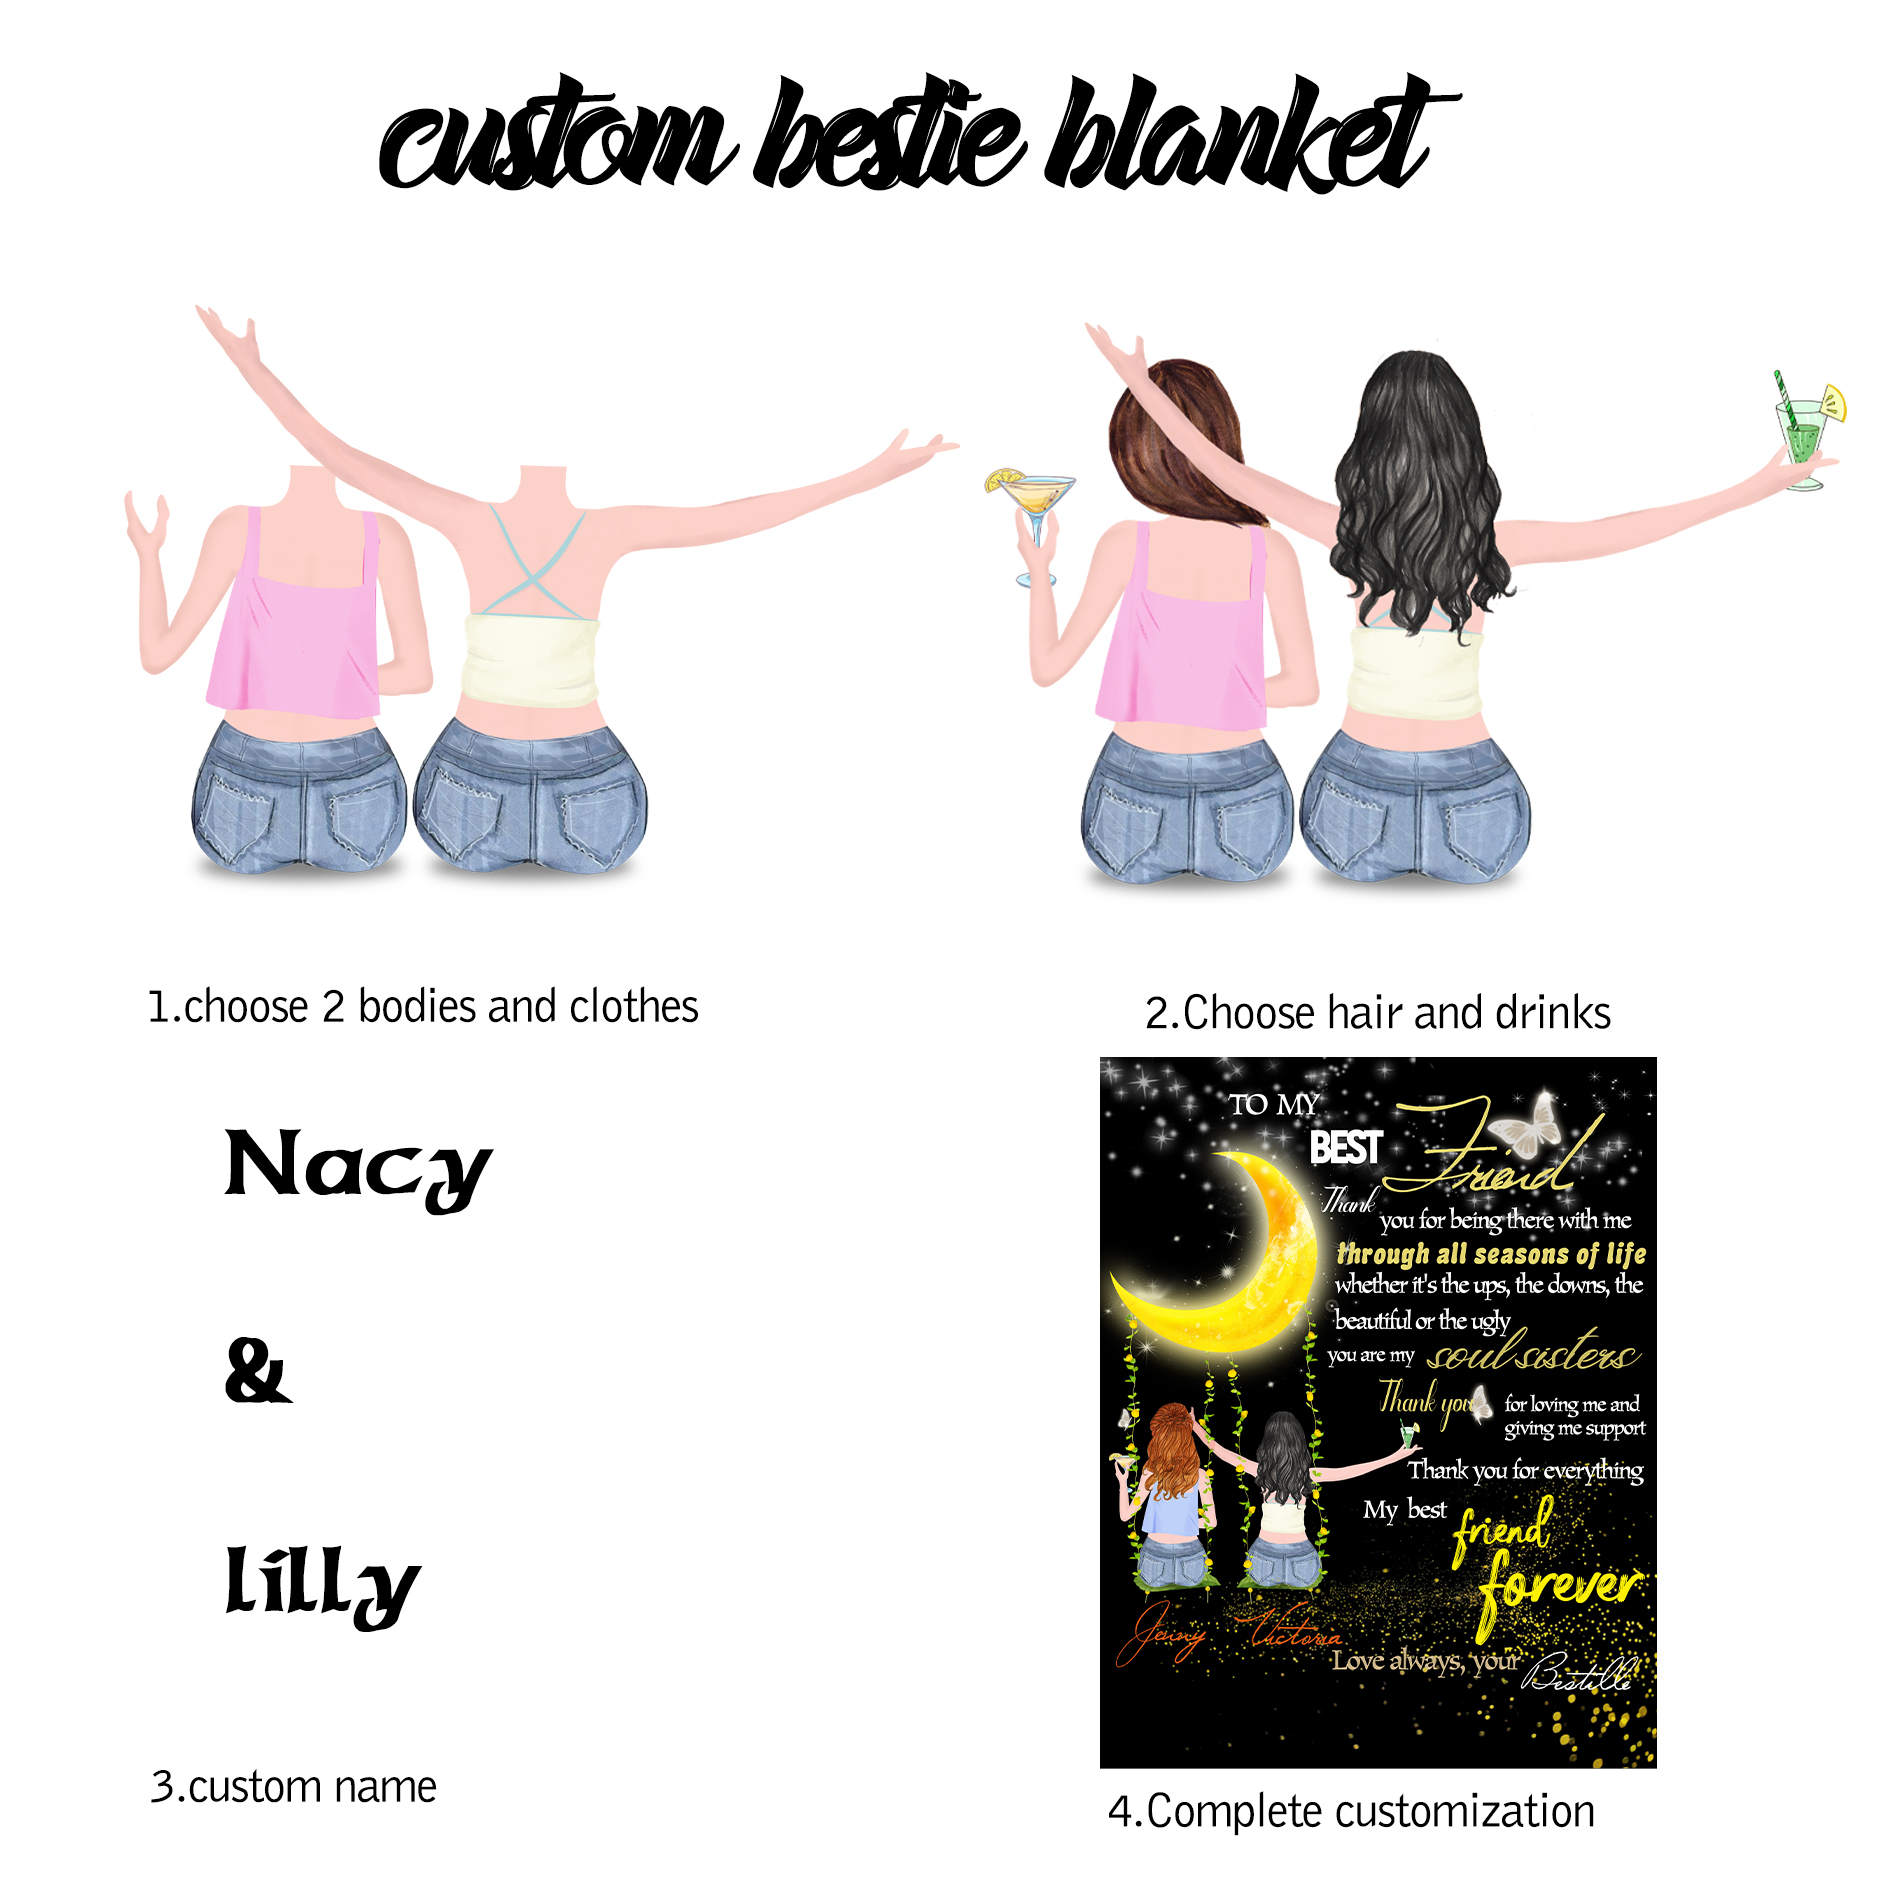 custom bestie blanket
1.choose 2 bodies and clothes
2.Choose hair and drinks
Nacy
&
lilly
3.custom name
TO MY
BEST Friend
Thank
you for being there with me
through all seasons of life
whether it's the ups, the downs, the
beautiful or the ugly
you are my soul sisters
Thank you for loving me and
giving me support
Thank you for everything
My best friend
forever
Jenny Victoria
Love always, your Bestille
4.Complete customization